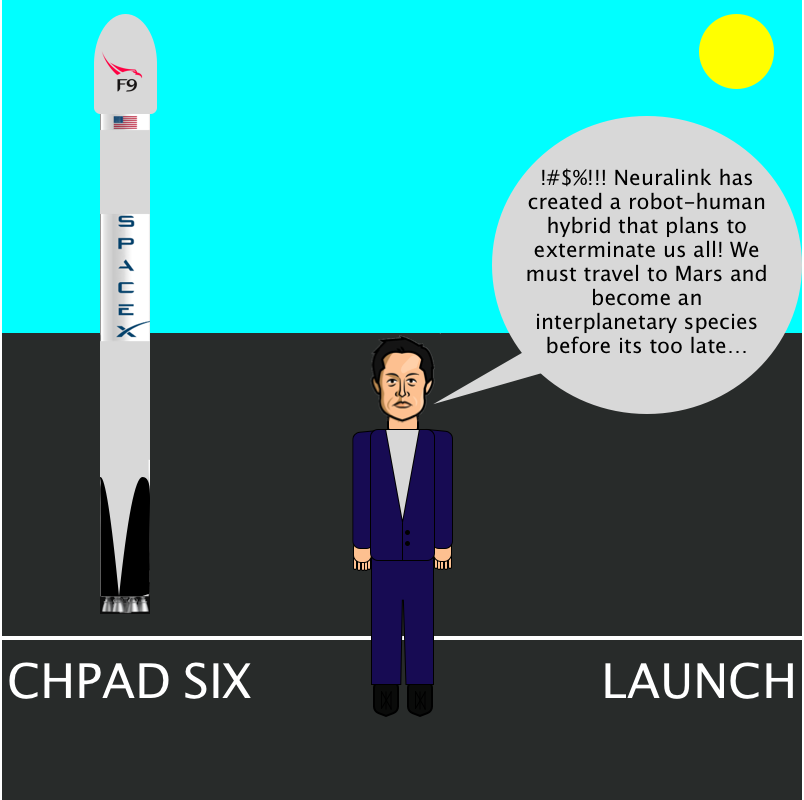 F9
S
P
A
C
E
X
!#$%!!! Neuralink has
created a robot-human
hybrid that plans to
exterminate us all! We
must travel to Mars and
become an
interplanetary species
before its too late...
CHPAD SIX
LAUNCH